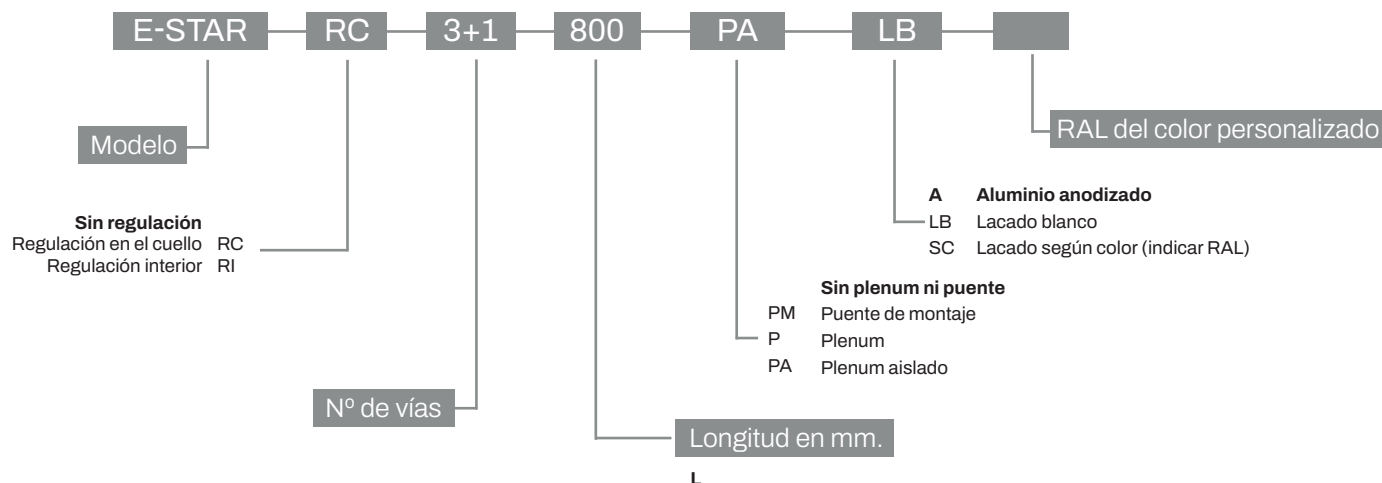 E-STAR RC 3+1 800 PA LB
Modelo
RAL del color personalizado
Sin regulación
Regulación en el cuello RC
Regulación interior RI
A Aluminio anodizado
LB Lacado blanco
SC Lacado según color (indicar RAL)
Sin plenum ni puente
PM Puente de montaje
P Plenum
PA Plenum aislado
Nº de vías
Longitud en mm.
L